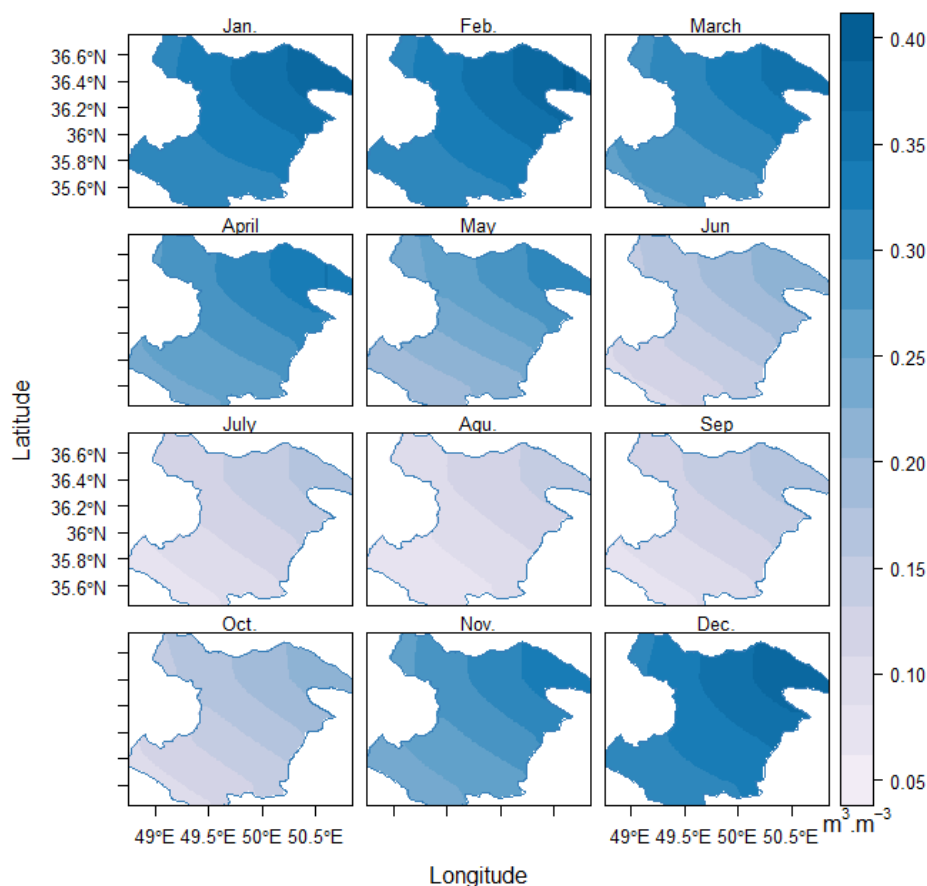 Jan. Feb. March
36.6°N
36.4°N
36.2°N
36°N
35.8°N
35.6°N
April May Jun
July Agu. Sep
36.6°N
36.4°N
36.2°N
36°N
35.8°N
35.6°N
Oct. Nov. Dec.
49°E 49.5°E 50°E 50.5°E
49°E 49.5°E 50°E 50.5°E
Latitude
Longitude
0.40
0.35
0.30
0.25
0.20
0.15
0.10
0.05
m³.m⁻³